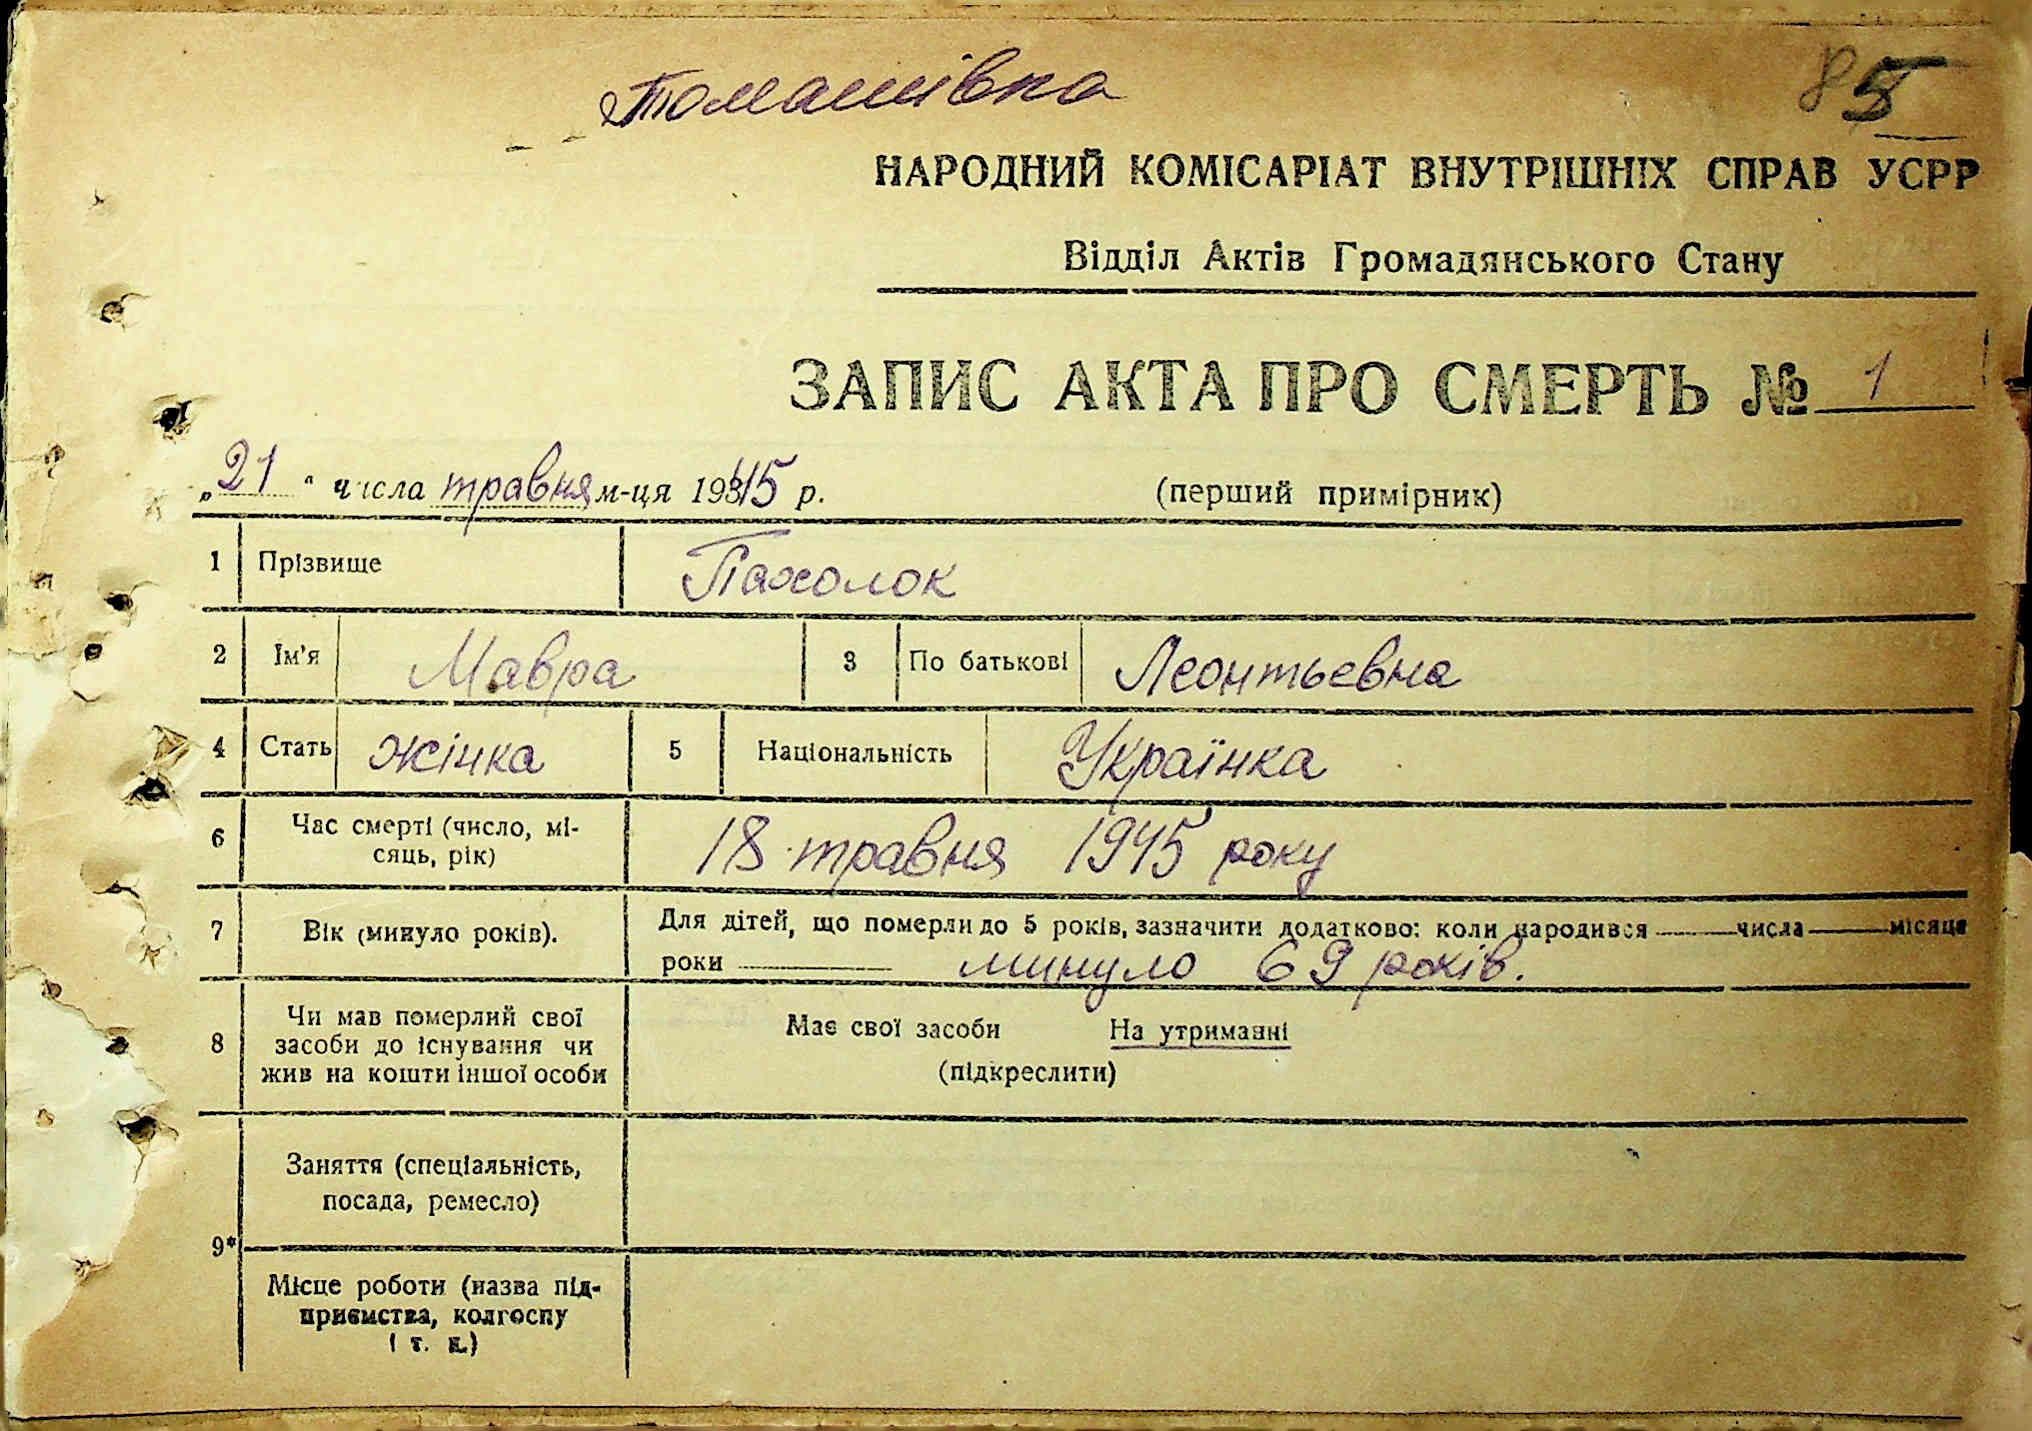 Томашівка
85
НАРОДНИЙ КОМІСАРІАТ ВНУТРІШНІХ СПРАВ УСРР
Відділ Актів Громадянського Стану
ЗАПИС АКТА ПРО СМЕРТЬ № 1
„21" числа травня м-ця 1945 р. (перший примірник)
1 Прізвище Пахолок
2 Ім'я Мавра 3 По батькові Леонтьевна
4 Стать жінка 5 Національність Українка
6 Час смерті (число, мі-
сяць, рік) 18 травня 1945 року
7 Вік (минуло років). Для дітей, що померли до 5 років, зазначити додатково: коли народився числа місяця
роки минуло 69 років.
8 Чи мав померлий свої
засоби до існування чи
жив на кошти іншої особи
Має свої засоби На утриманні
(підкреслити)
9* Заняття (спеціальність,
посада, ремесло)
Місце роботи (назва під-
приємства, колгоспу
і т. п.)